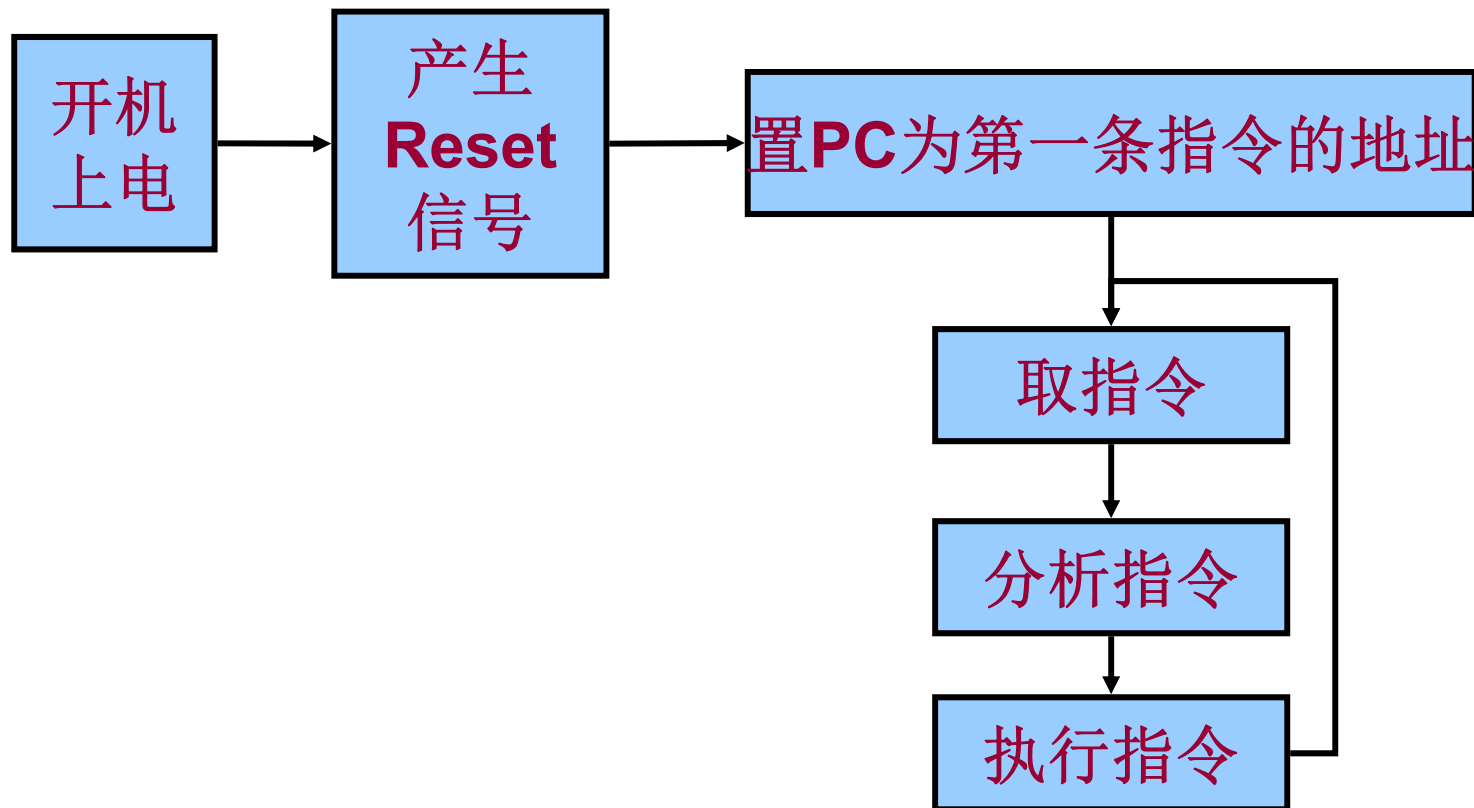 开机
上电
产生
Reset
信号
置PC为第一条指令的地址
取指令
分析指令
执行指令